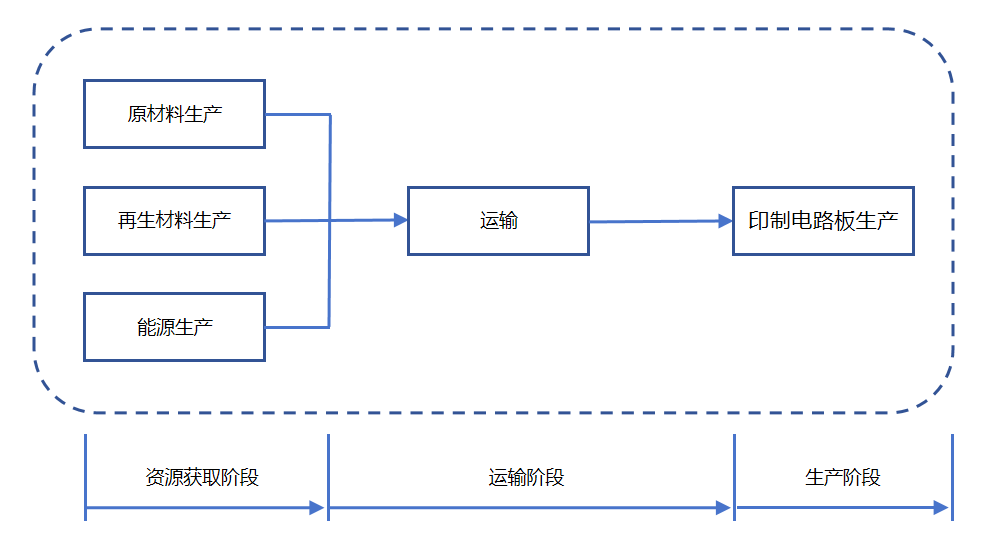 原材料生产
再生材料生产
运输
印制电路板生产
能源生产
资源获取阶段
运输阶段
生产阶段